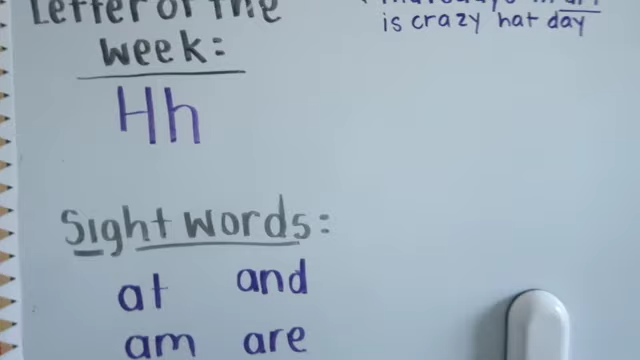 Letter of the
week:
Hh
Sight words:
at and
am are
is crazy hat day